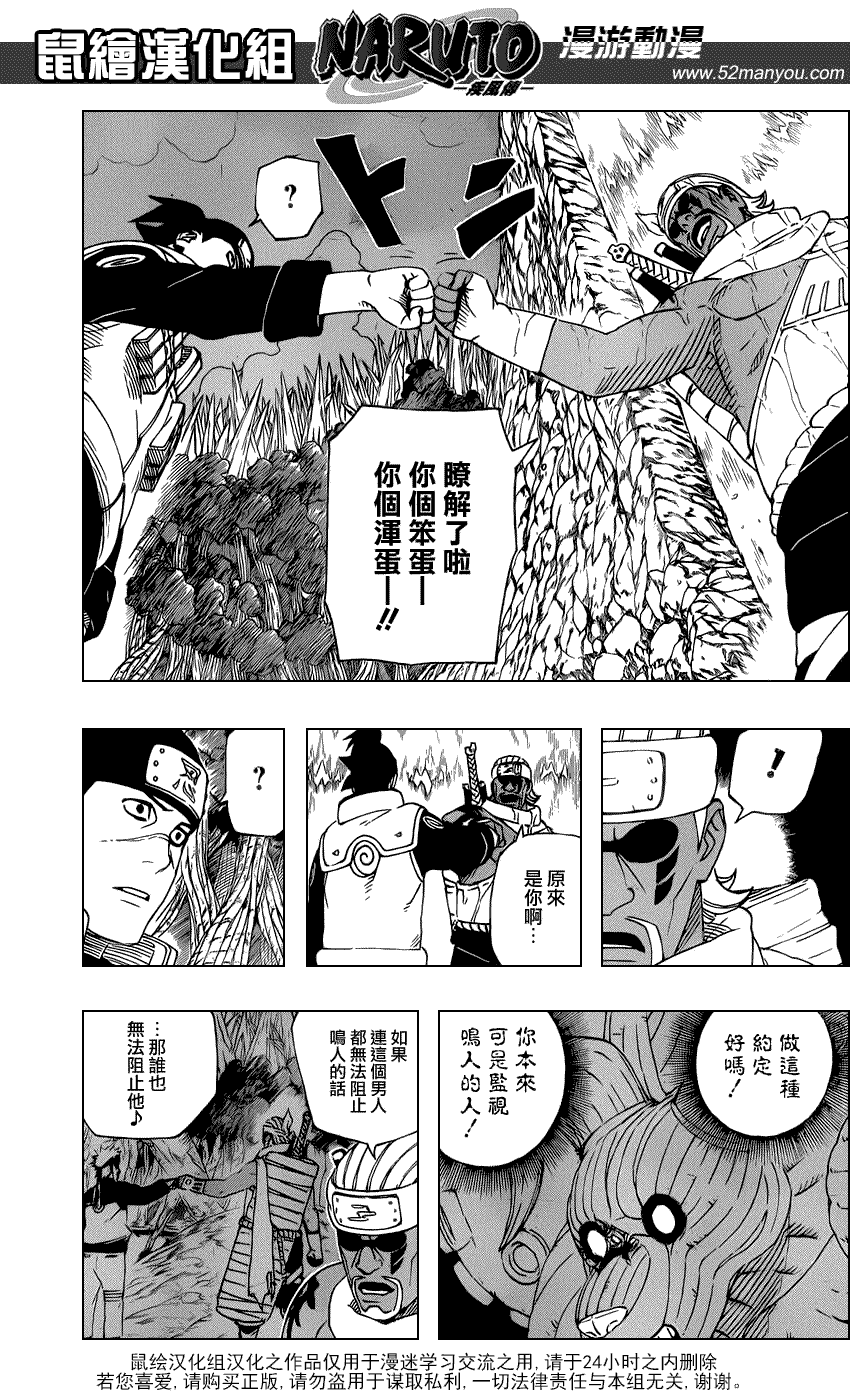 鼠繪漢化組
NARUTO
—疾風傳—
漫游動漫
www.52manyou.com
ドン
?
瞭解了啦
你個笨蛋—
你個渾蛋—!!
!
原來
是你啊…
?
做這種
約定
好嗎!
你本來
可是監視
鳴人的人!
如果
連這個男人
都無法阻止
鳴人的話
…那誰也
無法阻止他♪
忍
鼠绘汉化组汉化之作品仅用于漫迷学习交流之用,请于24小时之内删除
若您喜爱,请购买正版,请勿盗用于谋取私利,一切法律责任与本组无关,谢谢。